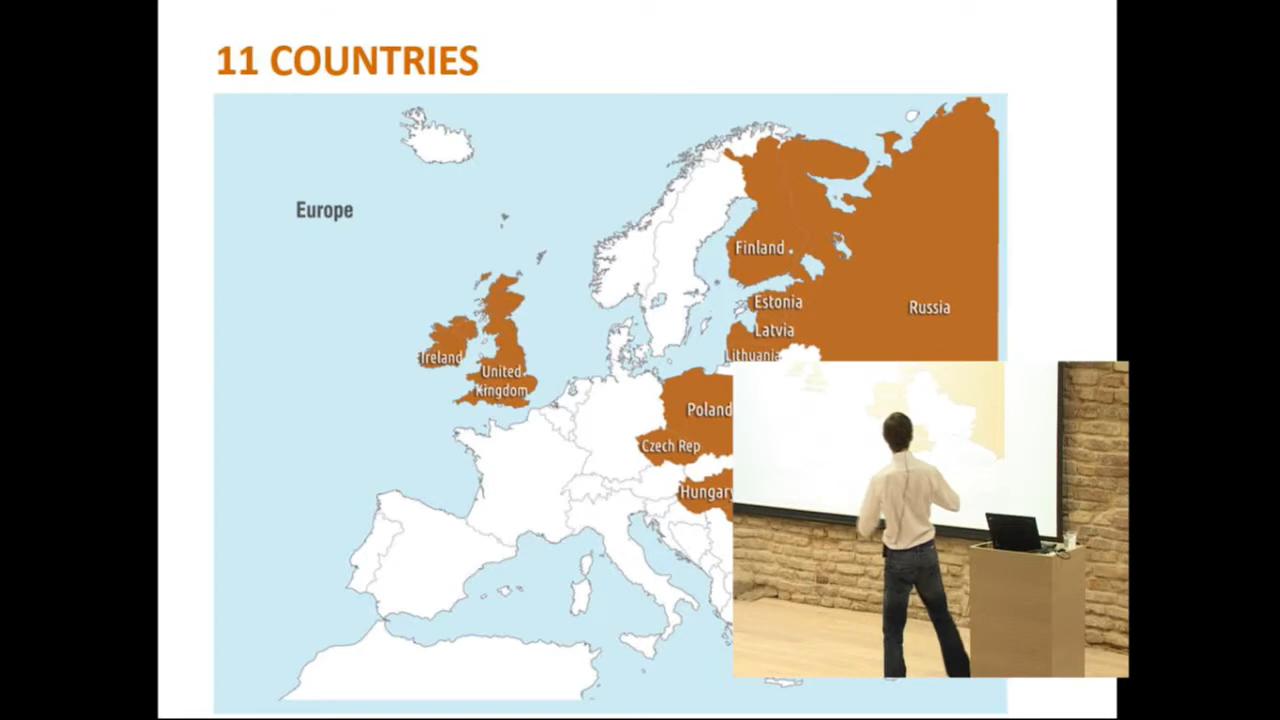 11 COUNTRIES
Europe
Finland
Estonia
Russia
Latvia
Lithuania
Ireland
United
Kingdom
Poland
Czech Rep
Hungary